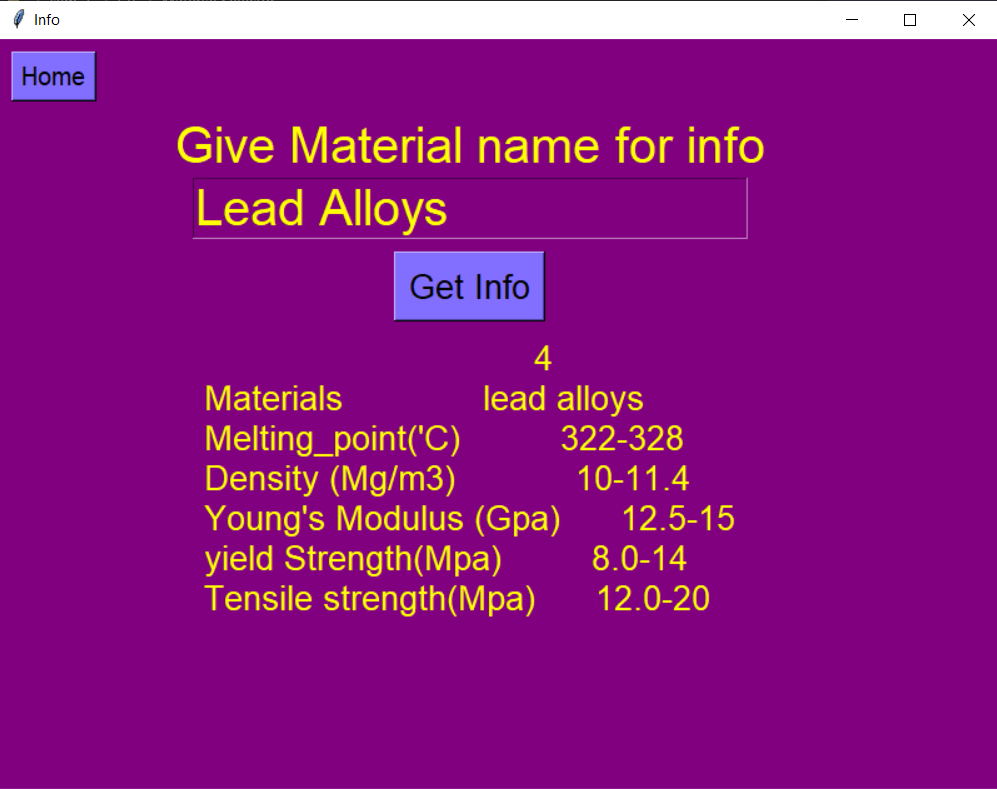 Info
Home
Give Material name for info
Lead Alloys
Get Info
4
Materials lead alloys
Melting_point('C) 322-328
Density (Mg/m3) 10-11.4
Young's Modulus (Gpa) 12.5-15
yield Strength(Mpa) 8.0-14
Tensile strength(Mpa) 12.0-20